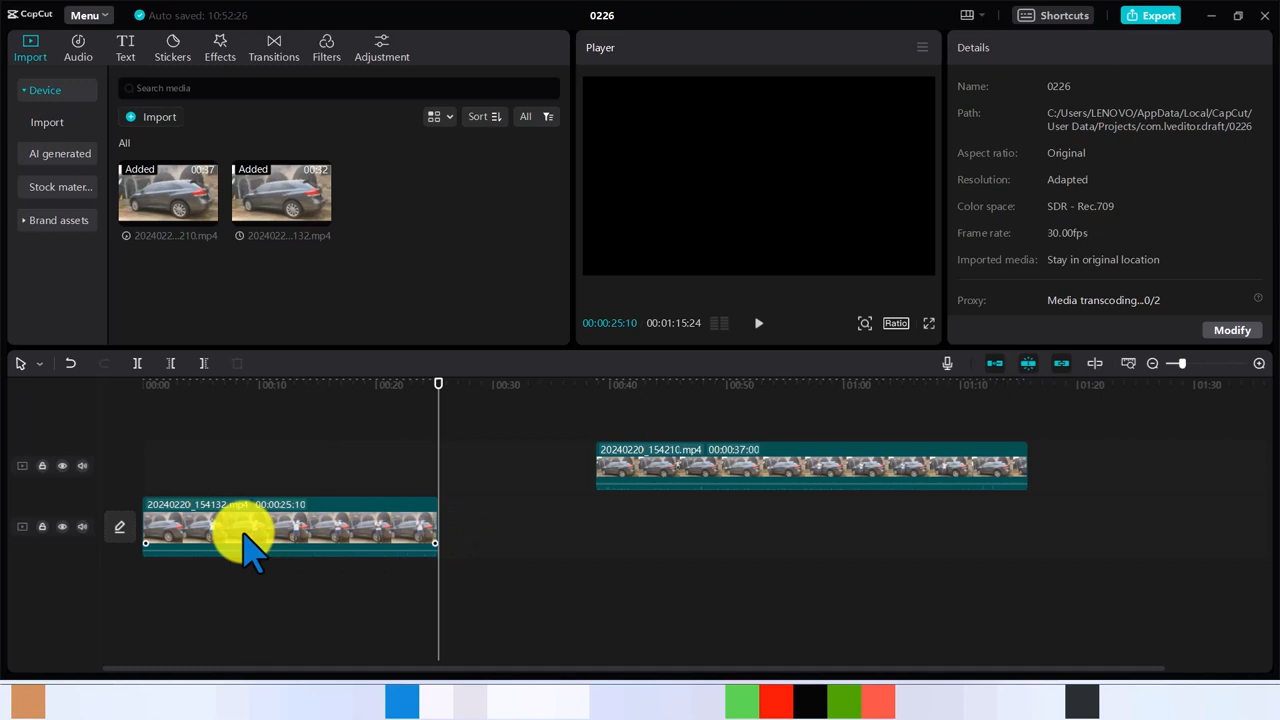 CapCut
Menu
Auto saved: 10:52:26
0226
Shortcuts
Export
Import
Audio
Text
Stickers
Effects
Transitions
Filters
Adjustment
Device
Import
AI generated
Stock mater...
Brand assets
Search media
Import
Sort
All
All
Added 00:37
Added 00:32
2024022...210.mp4
2024022...132.mp4
Player
00:00:25:10
00:01:15:24
Ratio
Details
Name: 0226
Path: C:/Users/LENOVO/AppData/Local/CapCut/
User Data/Projects/com.lveditor.draft/0226
Aspect ratio: Original
Resolution: Adapted
Color space: SDR - Rec.709
Frame rate: 30.00fps
Imported media: Stay in original location
Proxy: Media transcoding...0/2
Modify
00:00 00:10 00:20 00:30 00:40 00:50 01:00 01:10 01:20 01:30
20240220_154210.mp4 00:00:37:00
20240220_154132.mp4 00:00:25:10